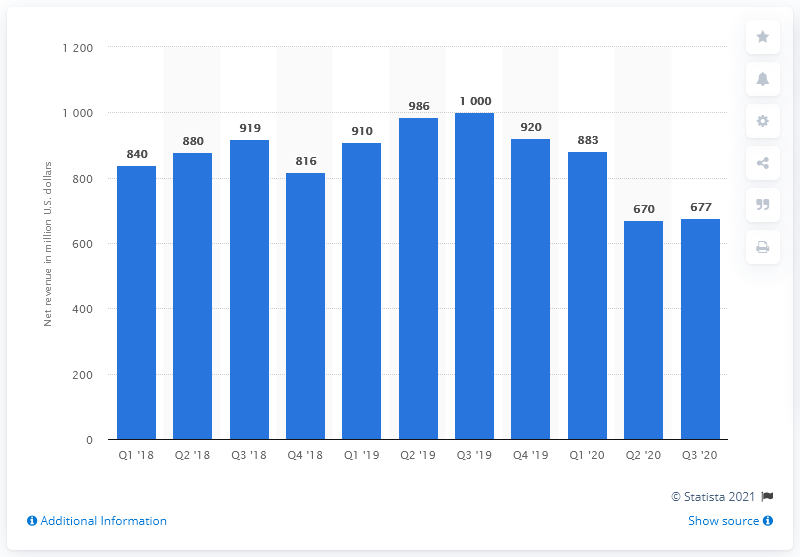 1 200
1 000
800
600
400
200
0
Net revenue in million U.S. dollars
840
880
919
816
910
986
1 000
920
883
670
677
Q1 '18
Q2 '18
Q3 '18
Q4 '18
Q1 '19
Q2 '19
Q3 '19
Q4 '19
Q1 '20
Q2 '20
Q3 '20
© Statista 2021
Additional Information
Show source